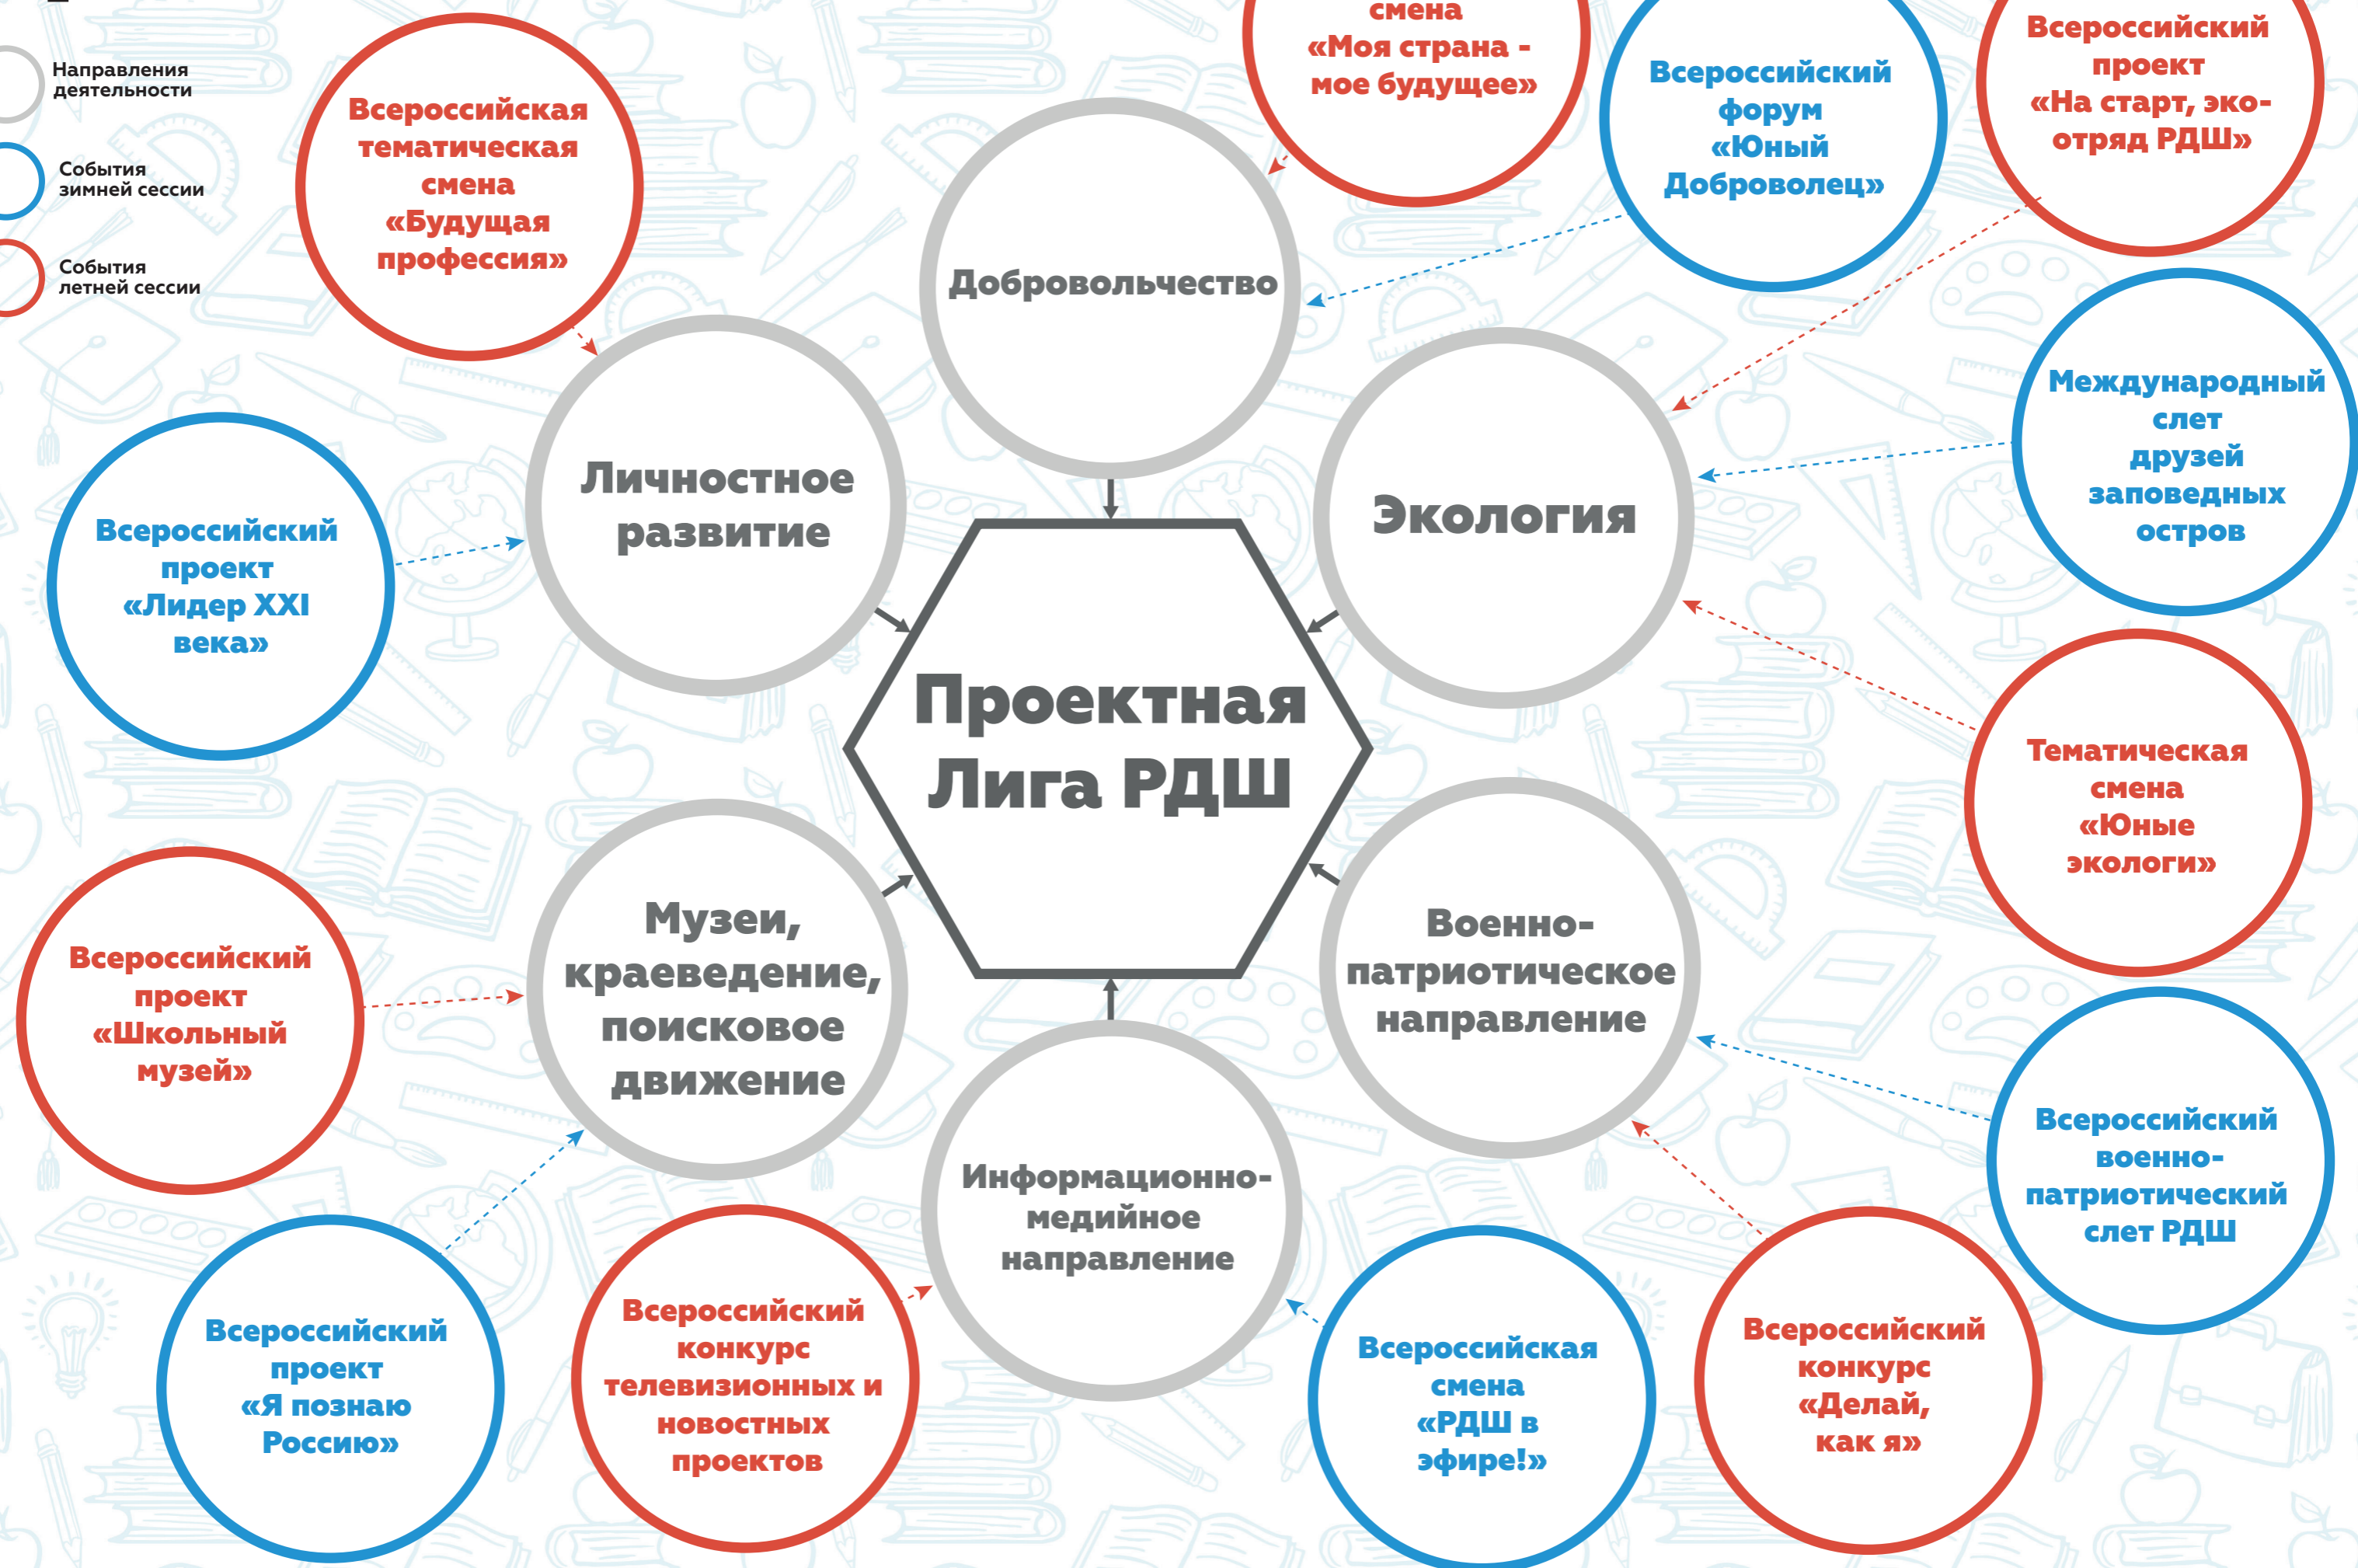 Направления
деятельности
События
зимней сессии
События
летней сессии
Всероссийская
тематическая
смена
«Будущая
профессия»
смена
«Моя страна -
мое будущее»
Всероссийский
форум
«Юный
Доброволец»
Всероссийский
проект
«На старт, эко-
отряд РДШ»
Добровольчество
Личностное
развитие
Экология
Международный
слет
друзей
заповедных
остров
Всероссийский
проект
«Лидер XXI
века»
Проектная
Лига РДШ
Тематическая
смена
«Юные
экологи»
Всероссийский
проект
«Школьный
музей»
Музеи,
краеведение,
поисковое
движение
Военно-
патриотическое
направление
Информационно-
медийное
направление
Всероссийский
военно-
патриотический
слет РДШ
Всероссийский
проект
«Я познаю
Россию»
Всероссийский
конкурс
телевизионных и
новостных
проектов
Всероссийская
смена
«РДШ в
эфире!»
Всероссийский
конкурс
«Делай,
как я»